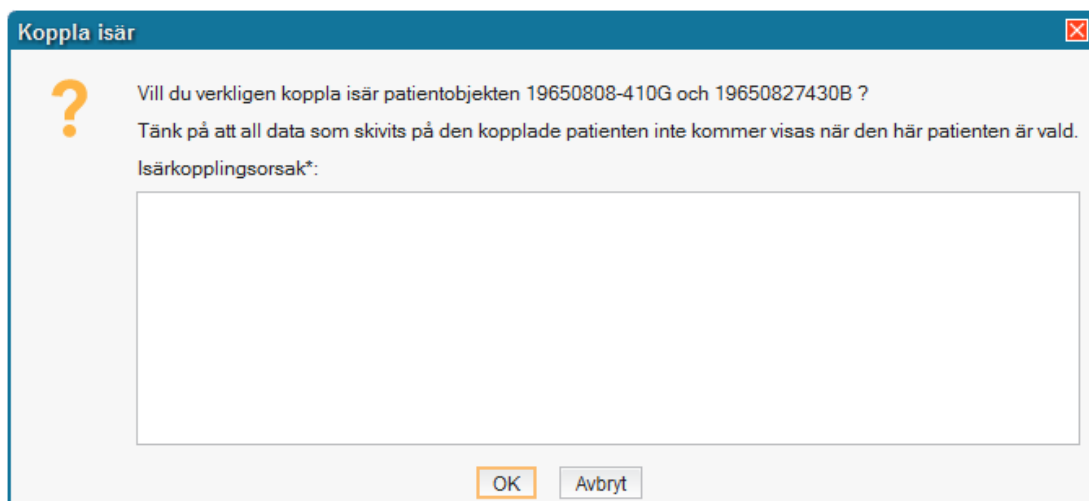 Koppla isär
Vill du verkligen koppla isär patientobjekten 19650808-410G och 19650827430B ?
Tänk på att all data som skivits på den kopplade patienten inte kommer visas när den här patienten är vald.
Isärkopplingsorsak*:
OK Avbryt